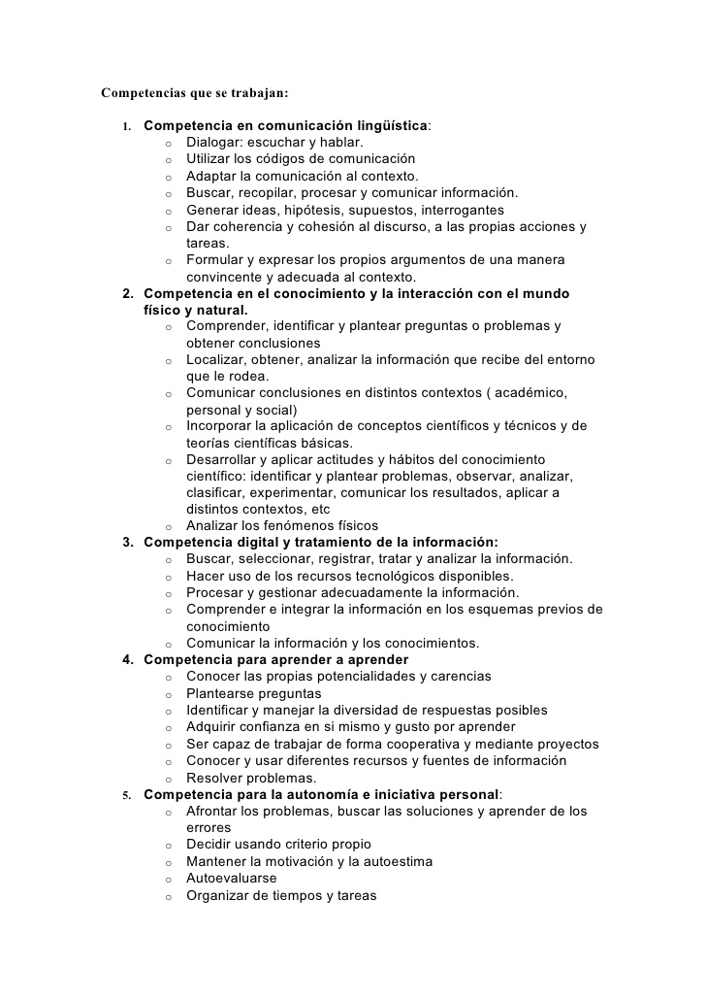 Competencias que se trabajan:
1. Competencia en comunicación lingüística:
o Dialogar: escuchar y hablar.
o Utilizar los códigos de comunicación
o Adaptar la comunicación al contexto.
o Buscar, recopilar, procesar y comunicar información.
o Generar ideas, hipótesis, supuestos, interrogantes
o Dar coherencia y cohesión al discurso, a las propias acciones y
tareas.
o Formular y expresar los propios argumentos de una manera
convincente y adecuada al contexto.
2. Competencia en el conocimiento y la interacción con el mundo
físico y natural.
o Comprender, identificar y plantear preguntas o problemas y
obtener conclusiones
o Localizar, obtener, analizar la información que recibe del entorno
que le rodea.
o Comunicar conclusiones en distintos contextos ( académico,
personal y social)
o Incorporar la aplicación de conceptos científicos y técnicos y de
teorías científicas básicas.
o Desarrollar y aplicar actitudes y hábitos del conocimiento
científico: identificar y plantear problemas, observar, analizar,
clasificar, experimentar, comunicar los resultados, aplicar a
distintos contextos, etc
o Analizar los fenómenos físicos
3. Competencia digital y tratamiento de la información:
o Buscar, seleccionar, registrar, tratar y analizar la información.
o Hacer uso de los recursos tecnológicos disponibles.
o Procesar y gestionar adecuadamente la información.
o Comprender e integrar la información en los esquemas previos de
conocimiento
o Comunicar la información y los conocimientos.
4. Competencia para aprender a aprender
o Conocer las propias potencialidades y carencias
o Plantearse preguntas
o Identificar y manejar la diversidad de respuestas posibles
o Adquirir confianza en si mismo y gusto por aprender
o Ser capaz de trabajar de forma cooperativa y mediante proyectos
o Conocer y usar diferentes recursos y fuentes de información
o Resolver problemas.
5. Competencia para la autonomía e iniciativa personal:
o Afrontar los problemas, buscar las soluciones y aprender de los
errores
o Decidir usando criterio propio
o Mantener la motivación y la autoestima
o Autoevaluarse
o Organizar de tiempos y tareas